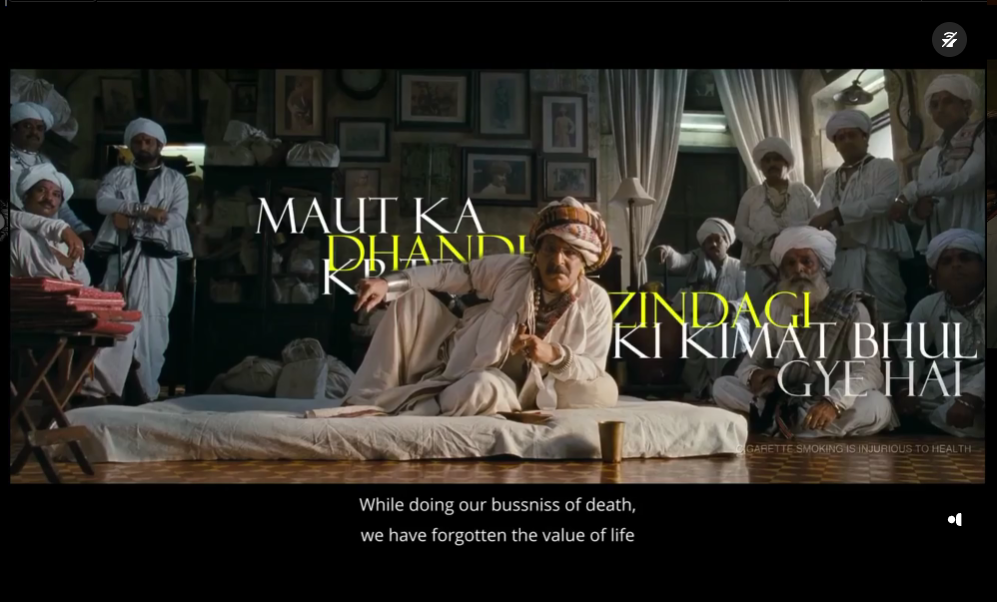 MAUT KA
DHANDH
ZINDAGI
KI KIMAT BHUL
GYE HAI
CIGARETTE SMOKING IS INJURIOUS TO HEALTH
While doing our bussniss of death,
we have forgotten the value of life